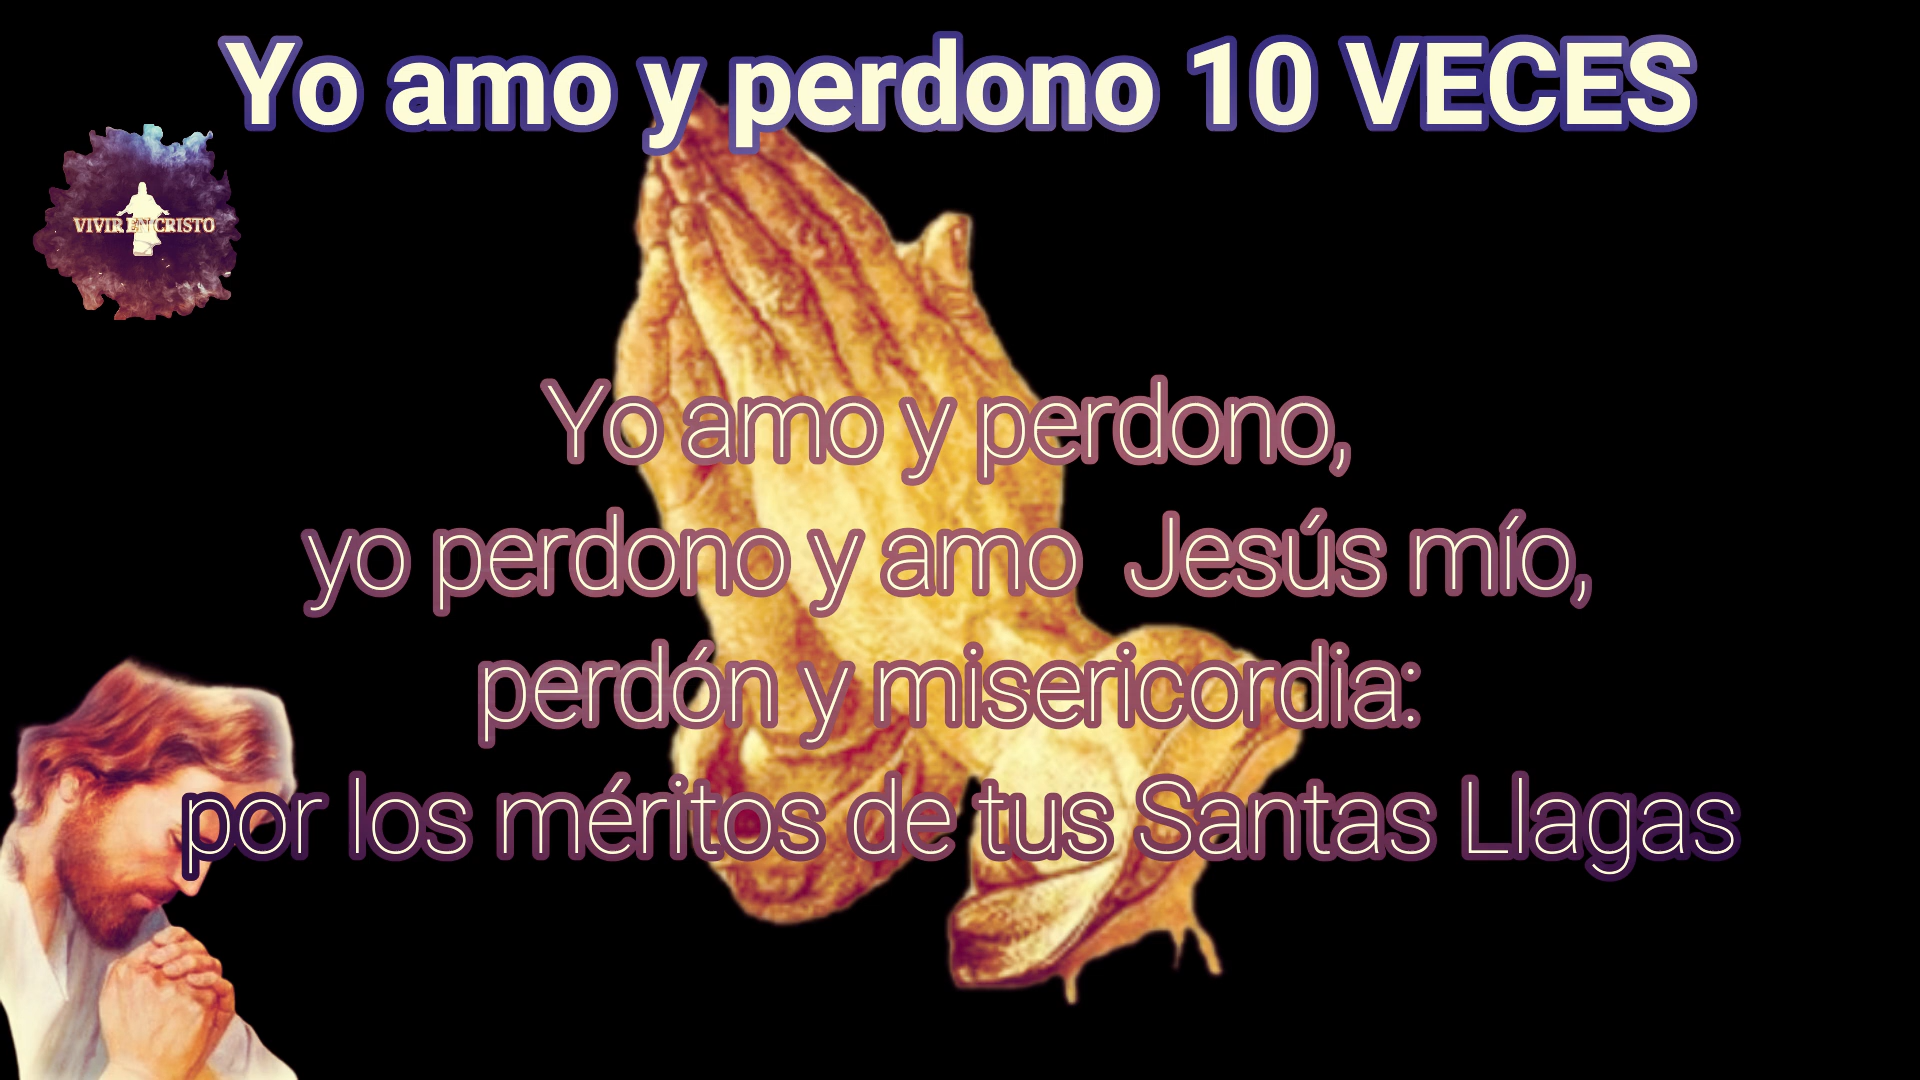 Yo amo y perdono 10 VECES
VIVIR EN CRISTO
Yo amo y perdono,
yo perdono y amo  Jesús mío,
perdón y misericordia:
por los méritos de tus Santas Llagas